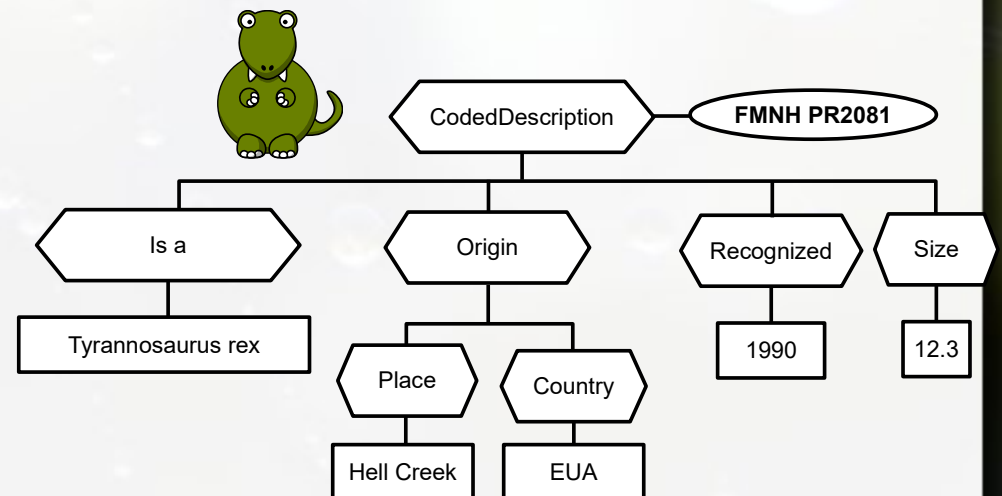 CodedDescription
FMNH PR2081
Is a
Origin
Recognized
Size
Tyrannosaurus rex
1990
12.3
Place
Country
Hell Creek
EUA